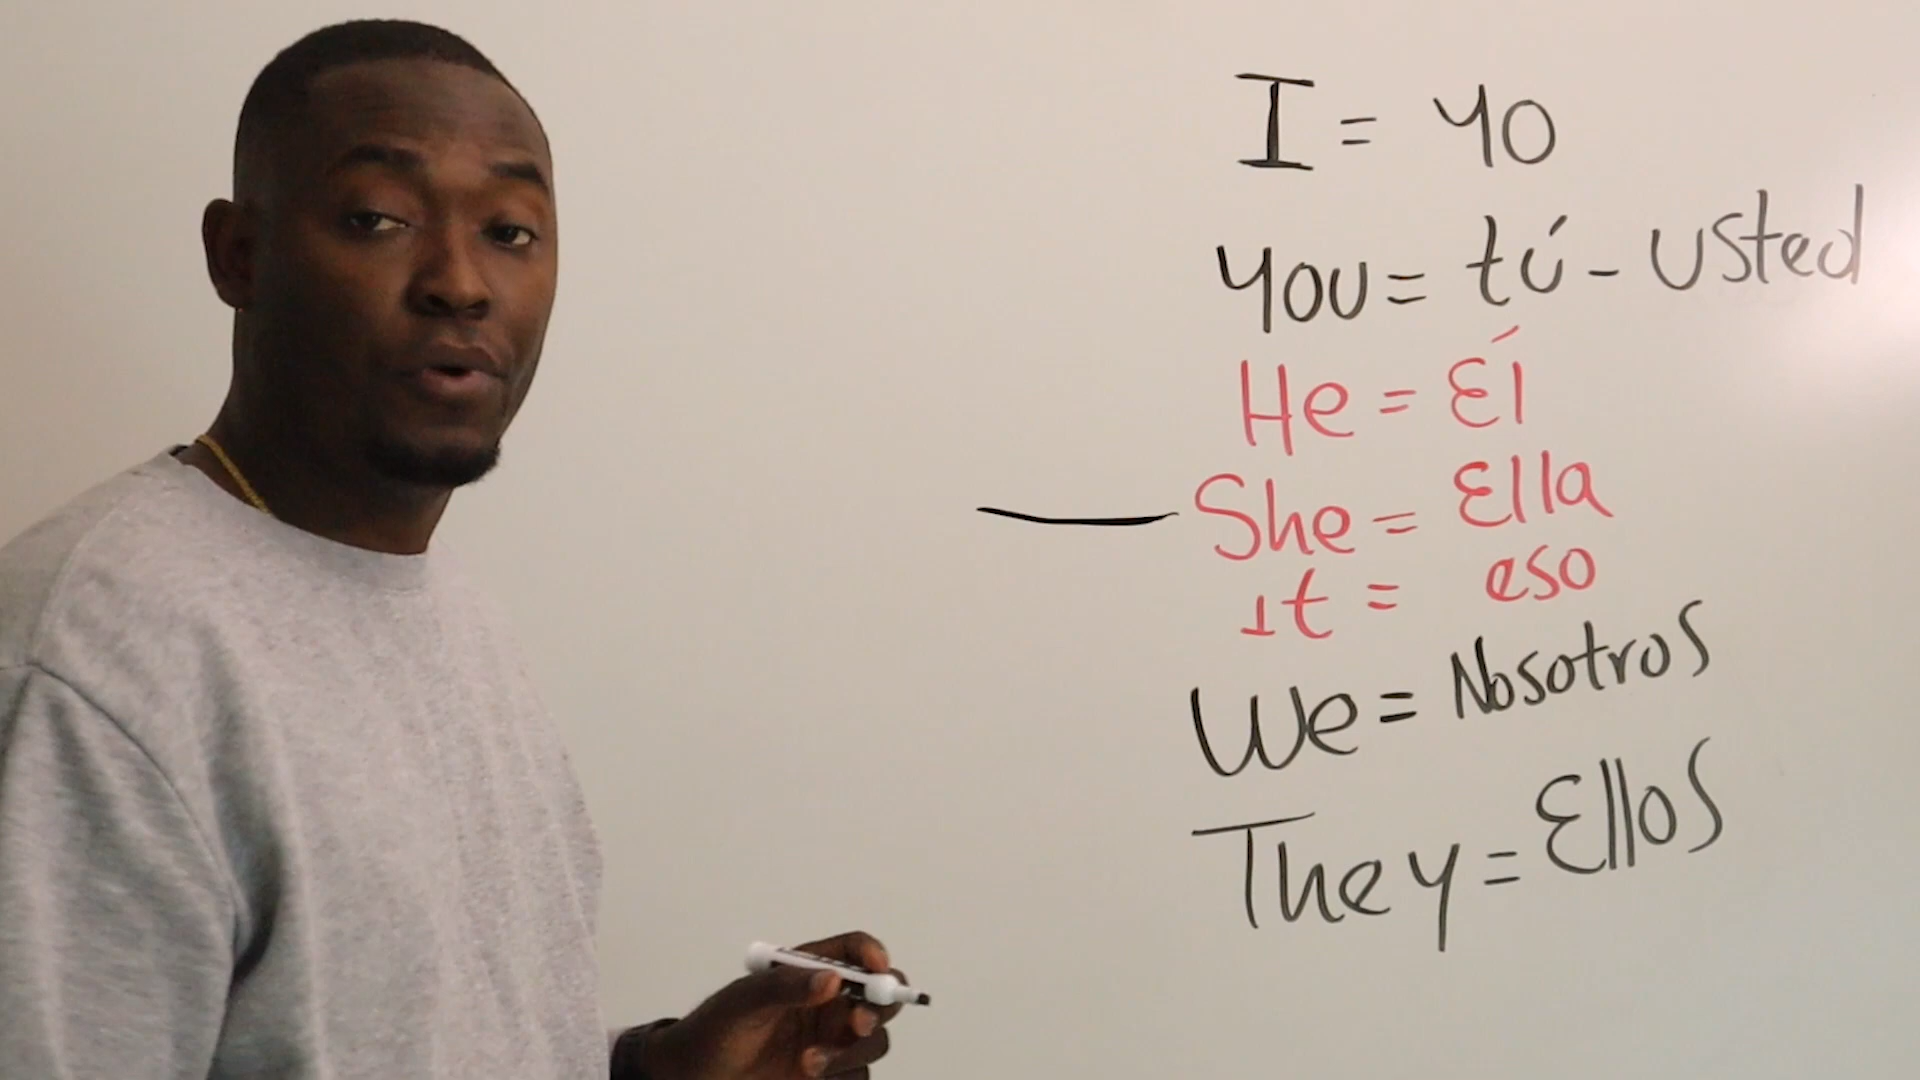 I = yo
you = tú - usted
He = Él
She = Ella
It = eso
We = Nosotros
They = Ellos